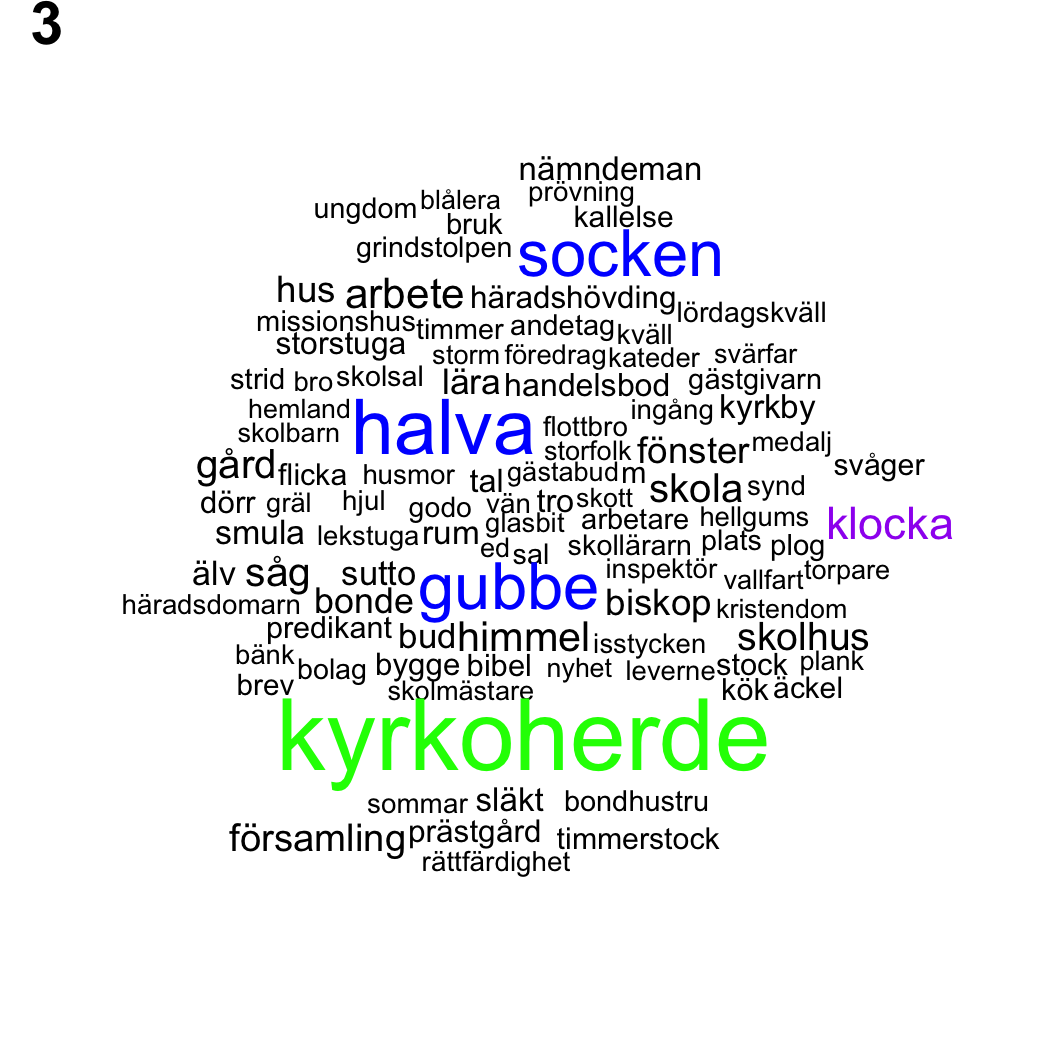 3
nämndeman
prövning
ungdom blålera
bruk kallelse
grindstolpen socken
hus arbete häradshövding lördagskväll
missionshus timmer andetag kväll
storstuga storm föredrag kateder svärfar
strid bro skolsal lära handelsbod gästgivarn
hemland halva flottbro ingång kyrkby
skolbarn storfolk fönster medalj
gård flicka husmor tal gästabud m svåger
dörr gräl hjul godo vän tro skott skola synd
smula lekstuga rum glasbit arbetare hellgums klocka
ed sal skollärarn plats plog
älv såg sutto gubbe inspektör vallfart torpare
häradsdomarn bonde biskop kristendom
predikant bud himmel isstycken skolhus
bänk bolag bygge bibel nyhet leverne stock plank
brev skolmästare kök äckel
kyrkoherde
sommar släkt bondhustru
församling prästgård timmerstock
rättfärdighet